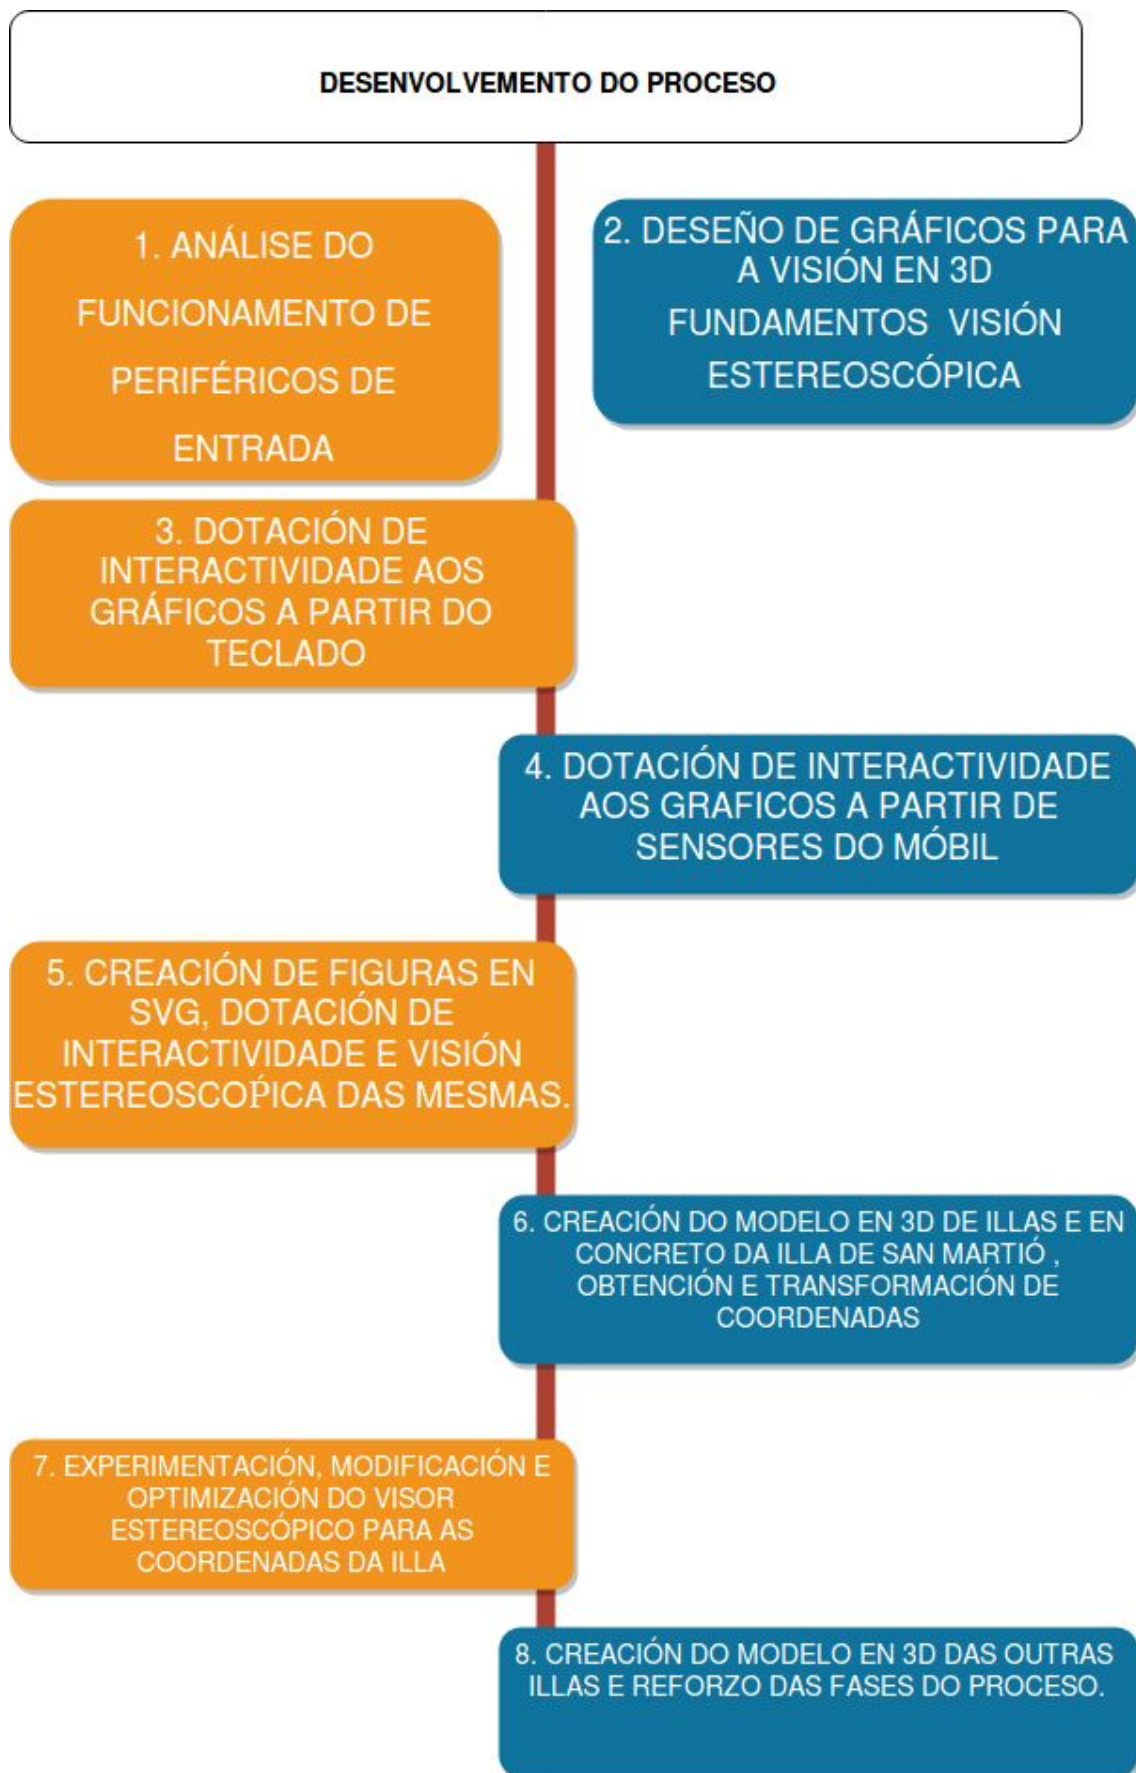 DESENVOLVEMENTO DO PROCESO
1. ANÁLISE DO
FUNCIONAMENTO DE
PERIFÉRICOS DE
ENTRADA
2. DESEÑO DE GRÁFICOS PARA
A VISIÓN EN 3D
FUNDAMENTOS VISIÓN
ESTEREOSCÓPICA
3. DOTACIÓN DE
INTERACTIVIDADE AOS
GRÁFICOS A PARTIR DO
TECLADO
4. DOTACIÓN DE INTERACTIVIDADE
AOS GRAFICOS A PARTIR DE
SENSORES DO MÓBIL
5. CREACIÓN DE FIGURAS EN
SVG, DOTACIÓN DE
INTERACTIVIDADE E VISIÓN
ESTEREOSCOṔICA DAS MESMAS.
6. CREACIÓN DO MODELO EN 3D DE ILLAS E EN
CONCRETO DA ILLA DE SAN MARTIÓ ,
OBTENCIÓN E TRANSFORMACIÓN DE
COORDENADAS
7. EXPERIMENTACIÓN, MODIFICACIÓN E
OPTIMIZACIÓN DO VISOR
ESTEREOSCÓPICO PARA AS
COORDENADAS DA ILLA
8. CREACIÓN DO MODELO EN 3D DAS OUTRAS
ILLAS E REFORZO DAS FASES DO PROCESO.